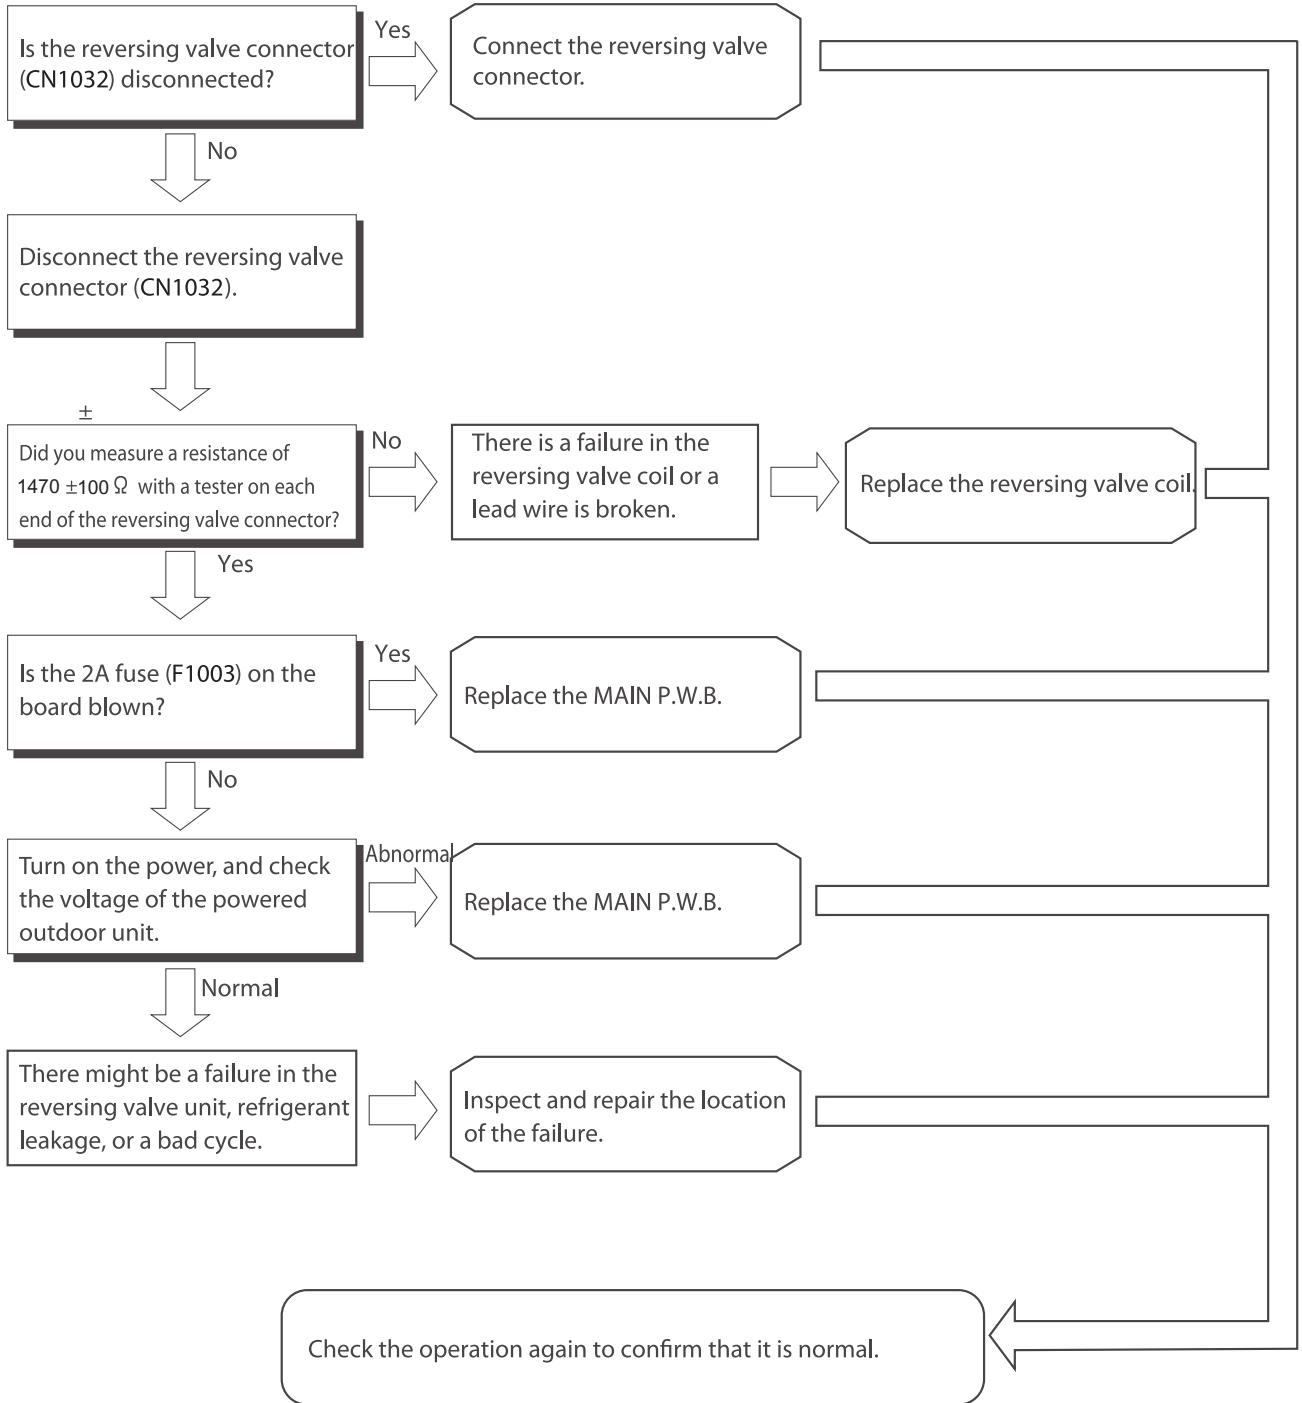 Is the reversing valve connector
(CN1032) disconnected?
Yes
Connect the reversing valve
connector.
No
Disconnect the reversing valve
connector (CN1032).
±
Did you measure a resistance of
1470 ±100 Ω with a tester on each
end of the reversing valve connector?
No
There is a failure in the
reversing valve coil or a
lead wire is broken.
Replace the reversing valve coil.
Yes
Is the 2A fuse (F1003) on the
board blown?
Yes
Replace the MAIN P.W.B.
No
Turn on the power, and check
the voltage of the powered
outdoor unit.
Abnormal
Replace the MAIN P.W.B.
Normal
There might be a failure in the
reversing valve unit, refrigerant
leakage, or a bad cycle.
Inspect and repair the location
of the failure.
Check the operation again to confirm that it is normal.